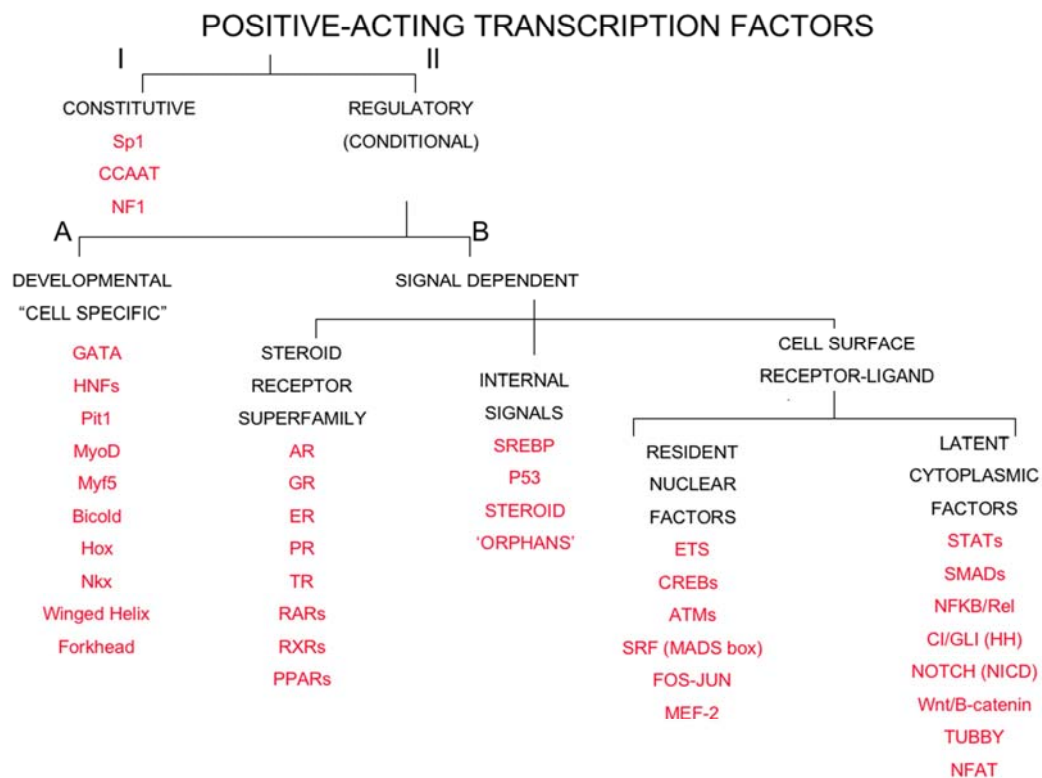 POSITIVE-ACTING TRANSCRIPTION FACTORS
I
II
CONSTITUTIVE
Sp1
CCAAT
NF1
REGULATORY
(CONDITIONAL)
A
B
DEVELOPMENTAL
“CELL SPECIFIC”
GATA
HNFs
Pit1
MyoD
Myf5
Bicold
Hox
Nkx
Winged Helix
Forkhead
SIGNAL DEPENDENT
STEROID
RECEPTOR
SUPERFAMILY
AR
GR
ER
PR
TR
RARs
RXRs
PPARs
INTERNAL
SIGNALS
SREBP
P53
STEROID
‘ORPHANS’
CELL SURFACE
RECEPTOR-LIGAND
RESIDENT
NUCLEAR
FACTORS
ETS
CREBs
ATMs
SRF (MADS box)
FOS-JUN
MEF-2
LATENT
CYTOPLASMIC
FACTORS
STATs
SMADs
NFKB/Rel
CI/GLI (HH)
NOTCH (NICD)
Wnt/B-catenin
TUBBY
NFAT